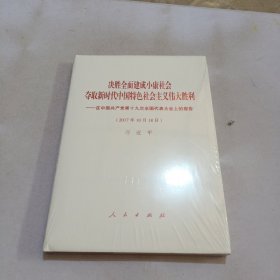 决胜全面建成小康社会
夺取新时代中国特色社会主义伟大胜利
——在中国共产党第十九次全国代表大会上的报告
（2017年10月18日）
习近平
人民出版社